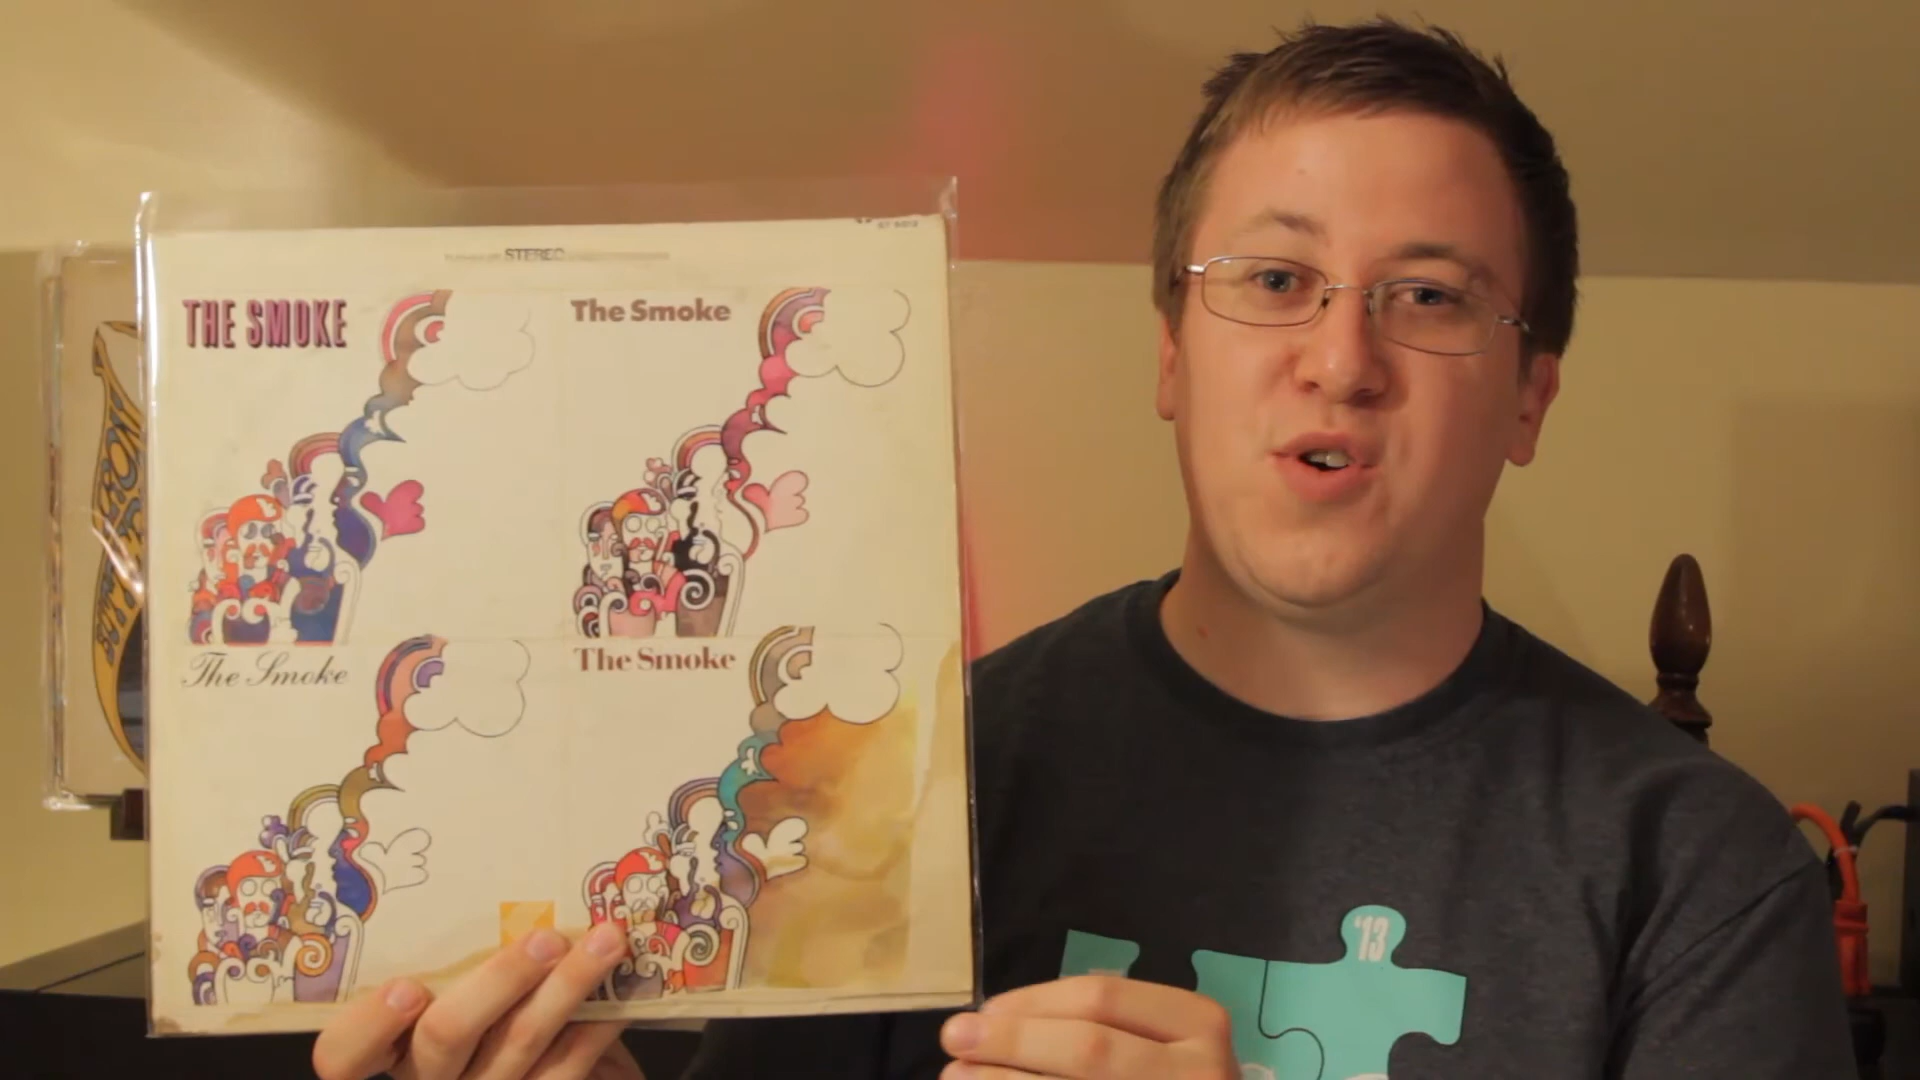 STEREO
THE SMOKE
The Smoke
The Smoke
The Smoke
'13